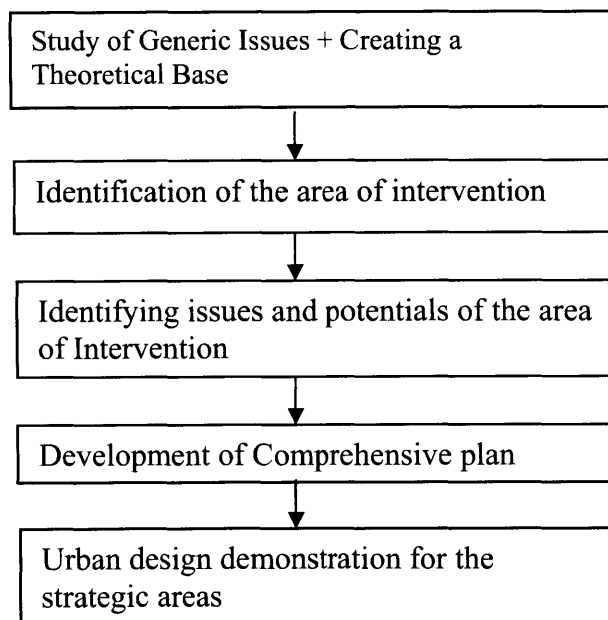 Study of Generic Issues + Creating a
Theoretical Base
Identification of the area of intervention
Identifying issues and potentials of the area
of Intervention
Development of Comprehensive plan
Urban design demonstration for the
strategic areas